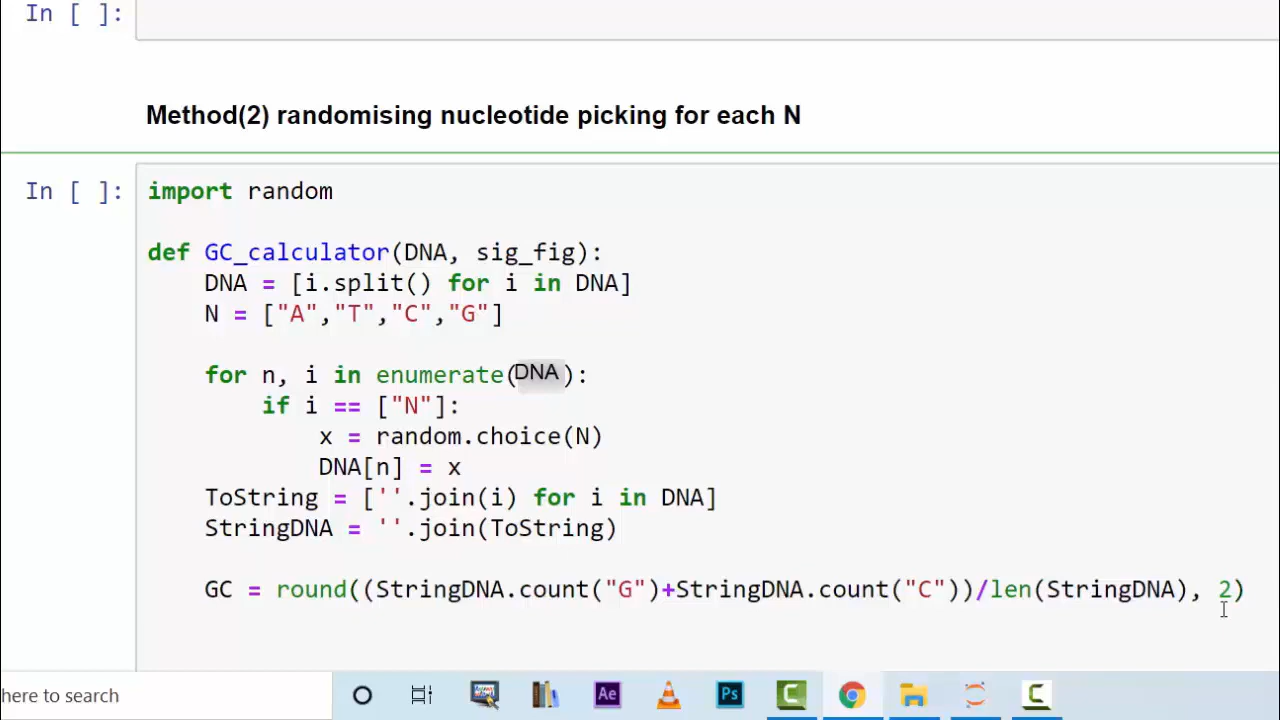 In [ ]:
Method(2) randomising nucleotide picking for each N
In [ ]:
import random
def GC_calculator(DNA, sig_fig):
    DNA = [i.split() for i in DNA]
    N = ["A","T","C","G"]
    for n, i in enumerate(DNA):
        if i == ["N"]:
            x = random.choice(N)
            DNA[n] = x
    ToString = [''.join(i) for i in DNA]
    StringDNA = ''.join(ToString)
    GC = round((StringDNA.count("G")+StringDNA.count("C"))/len(StringDNA), 2)
here to search
Ae
Ps
C
C